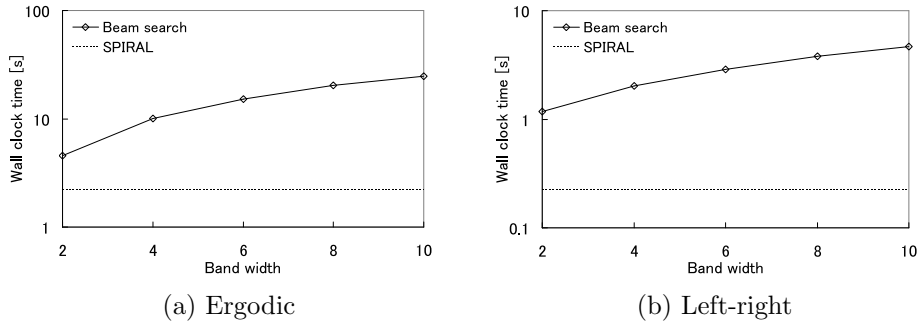 100
10
1
Wall clock time [s]
Beam search
SPIRAL
2 4 6 8 10
Band width
(a) Ergodic
10
1
0.1
Wall clock time [s]
Beam search
SPIRAL
2 4 6 8 10
Band width
(b) Left-right